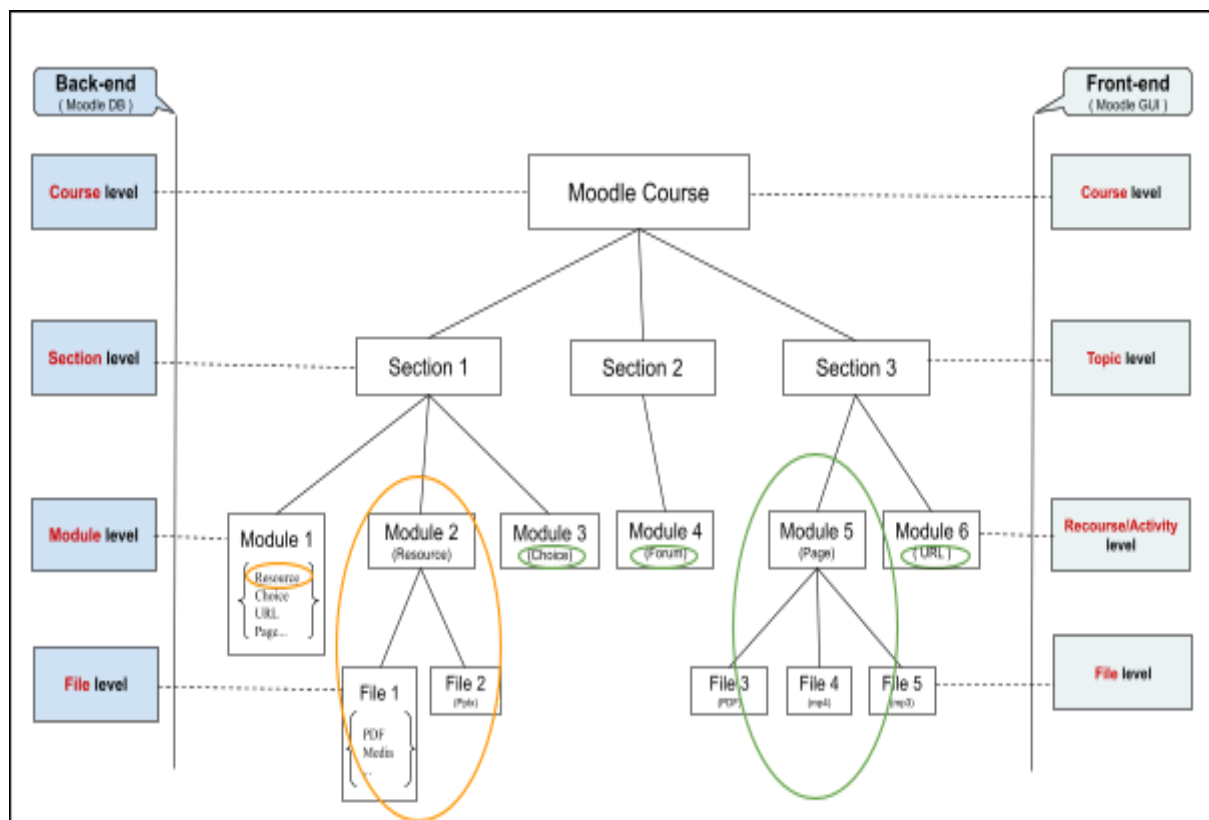 Back-end
( Moodle DB )
Front-end
( Moodle GUI )
Course level
Moodle Course
Course level
Section level
Section 1
Section 2
Section 3
Topic level
Module level
Module 1
Resource
Choice
URL
Page...
Module 2
(Resource)
Module 3
(Choice)
Module 4
(Forum)
Module 5
(Page)
Module 6
( URL )
Recourse/Activity
level
File level
File 1
PDF
Media
...
File 2
(Pptx)
File 3
(PDF)
File 4
(mp4)
File 5
(mp3)
File level